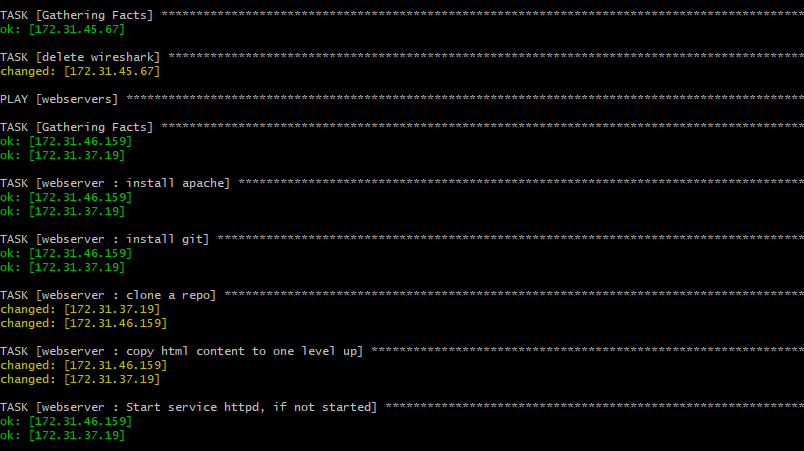 TASK [Gathering Facts] ********************************************************************************************
ok: [172.31.45.67]
TASK [delete wireshark] *******************************************************************************************
changed: [172.31.45.67]
PLAY [webservers] *************************************************************************************************
TASK [Gathering Facts] ********************************************************************************************
ok: [172.31.46.159]
ok: [172.31.37.19]
TASK [webserver : install apache] *********************************************************************************
ok: [172.31.46.159]
ok: [172.31.37.19]
TASK [webserver : install git] ************************************************************************************
ok: [172.31.46.159]
ok: [172.31.37.19]
TASK [webserver : clone a repo] ***********************************************************************************
changed: [172.31.37.19]
changed: [172.31.46.159]
TASK [webserver : copy html content to one level up] **************************************************************
changed: [172.31.46.159]
changed: [172.31.37.19]
TASK [webserver : Start service httpd, if not started] ************************************************************
ok: [172.31.46.159]
ok: [172.31.37.19]